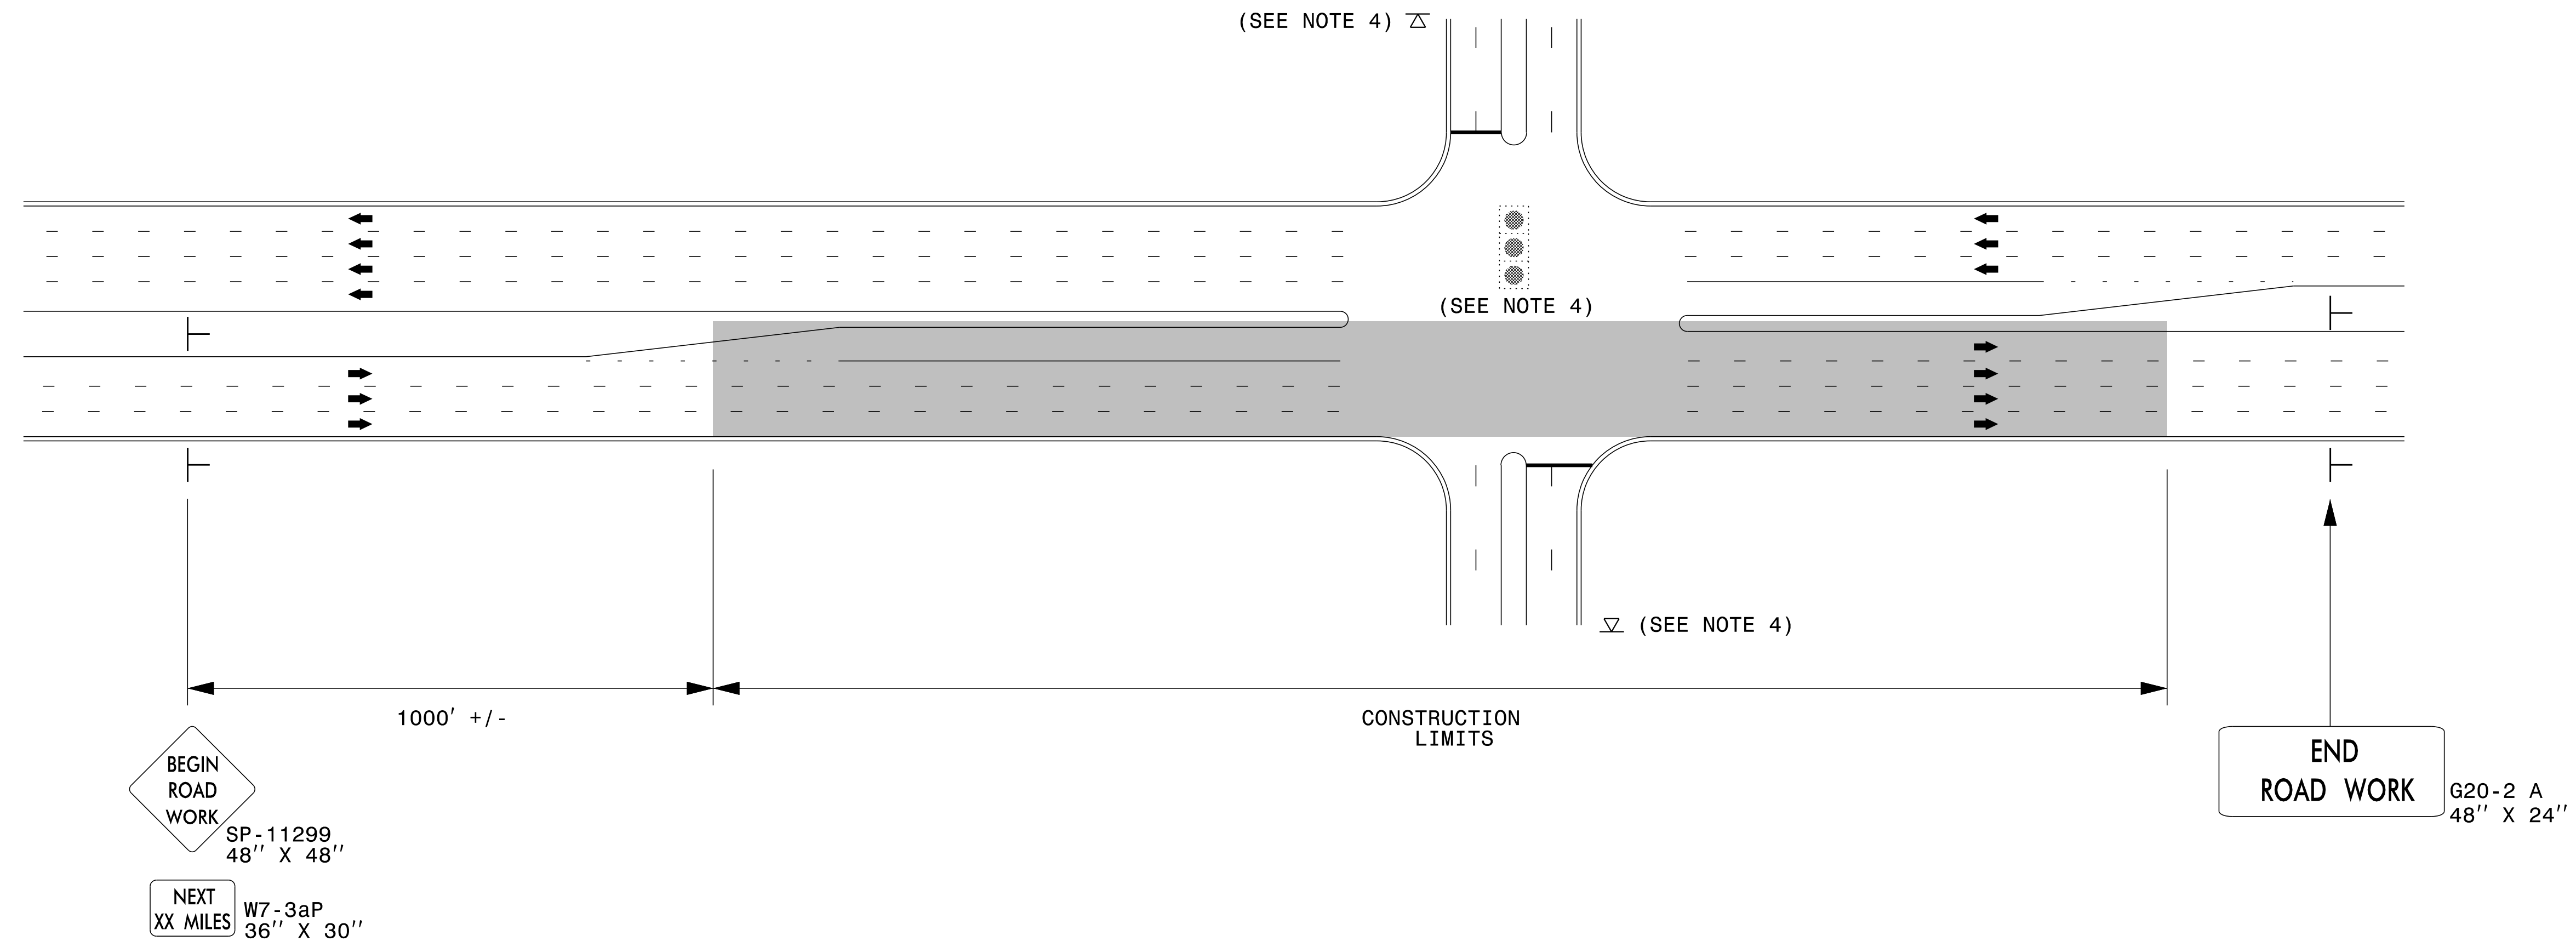 (SEE NOTE 4)
(SEE NOTE 4)
(SEE NOTE 4)
1000' +/-
CONSTRUCTION
LIMITS
BEGIN
ROAD
WORK
SP-11299
48'' X 48''
NEXT
XX MILES
W7-3aP
36'' X 30''
END
ROAD WORK
G20-2 A
48'' X 24''